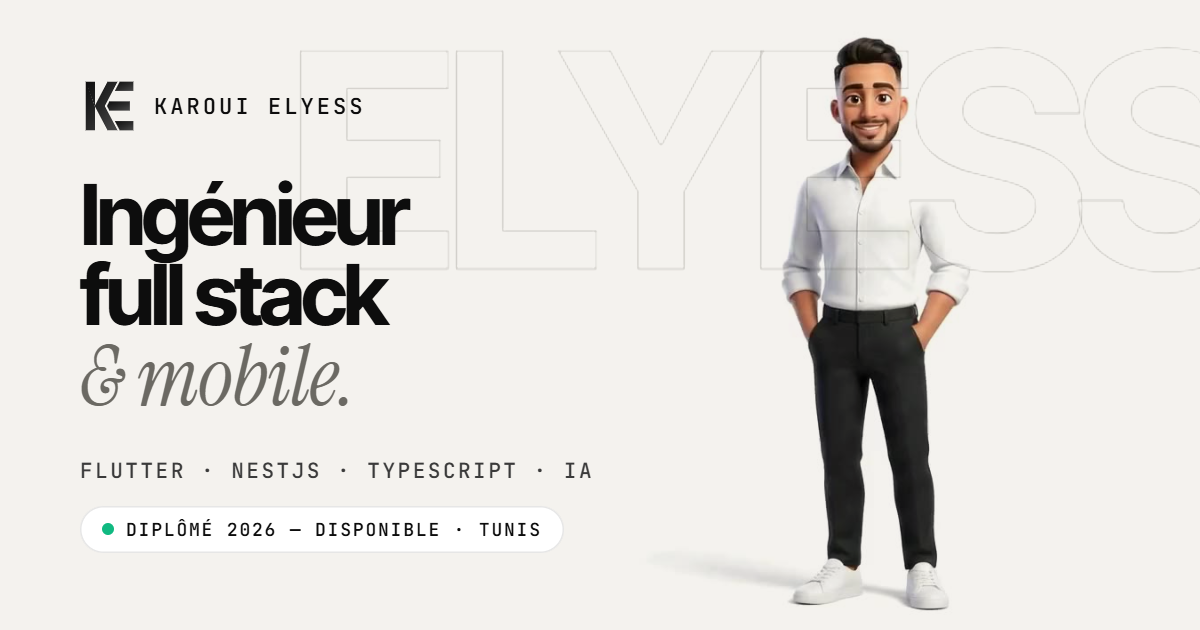 ELYESS
KE KAROUI ELYESS
Ingénieur
full stack
& mobile.
FLUTTER · NESTJS · TYPESCRIPT · IA
DIPLÔMÉ 2026 — DISPONIBLE · TUNIS